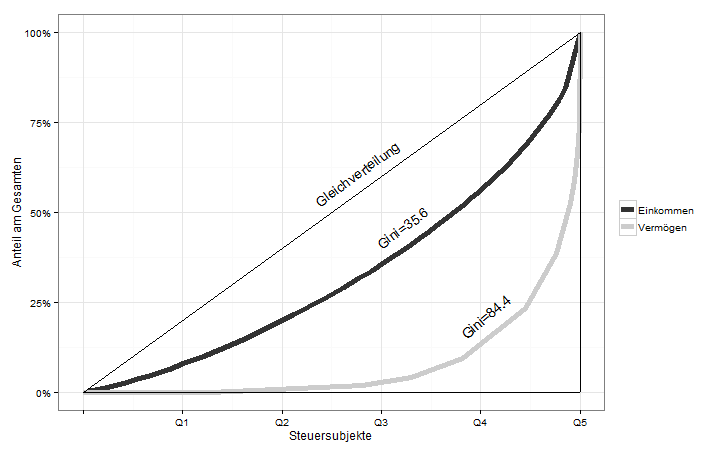 100%
75%
50%
25%
0%
Anteil am Gesamten
Gleichverteilung
Gini=35.6
Gini=84.4
Einkommen
Vermögen
Q1 Q2 Q3 Q4 Q5
Steuersubjekte